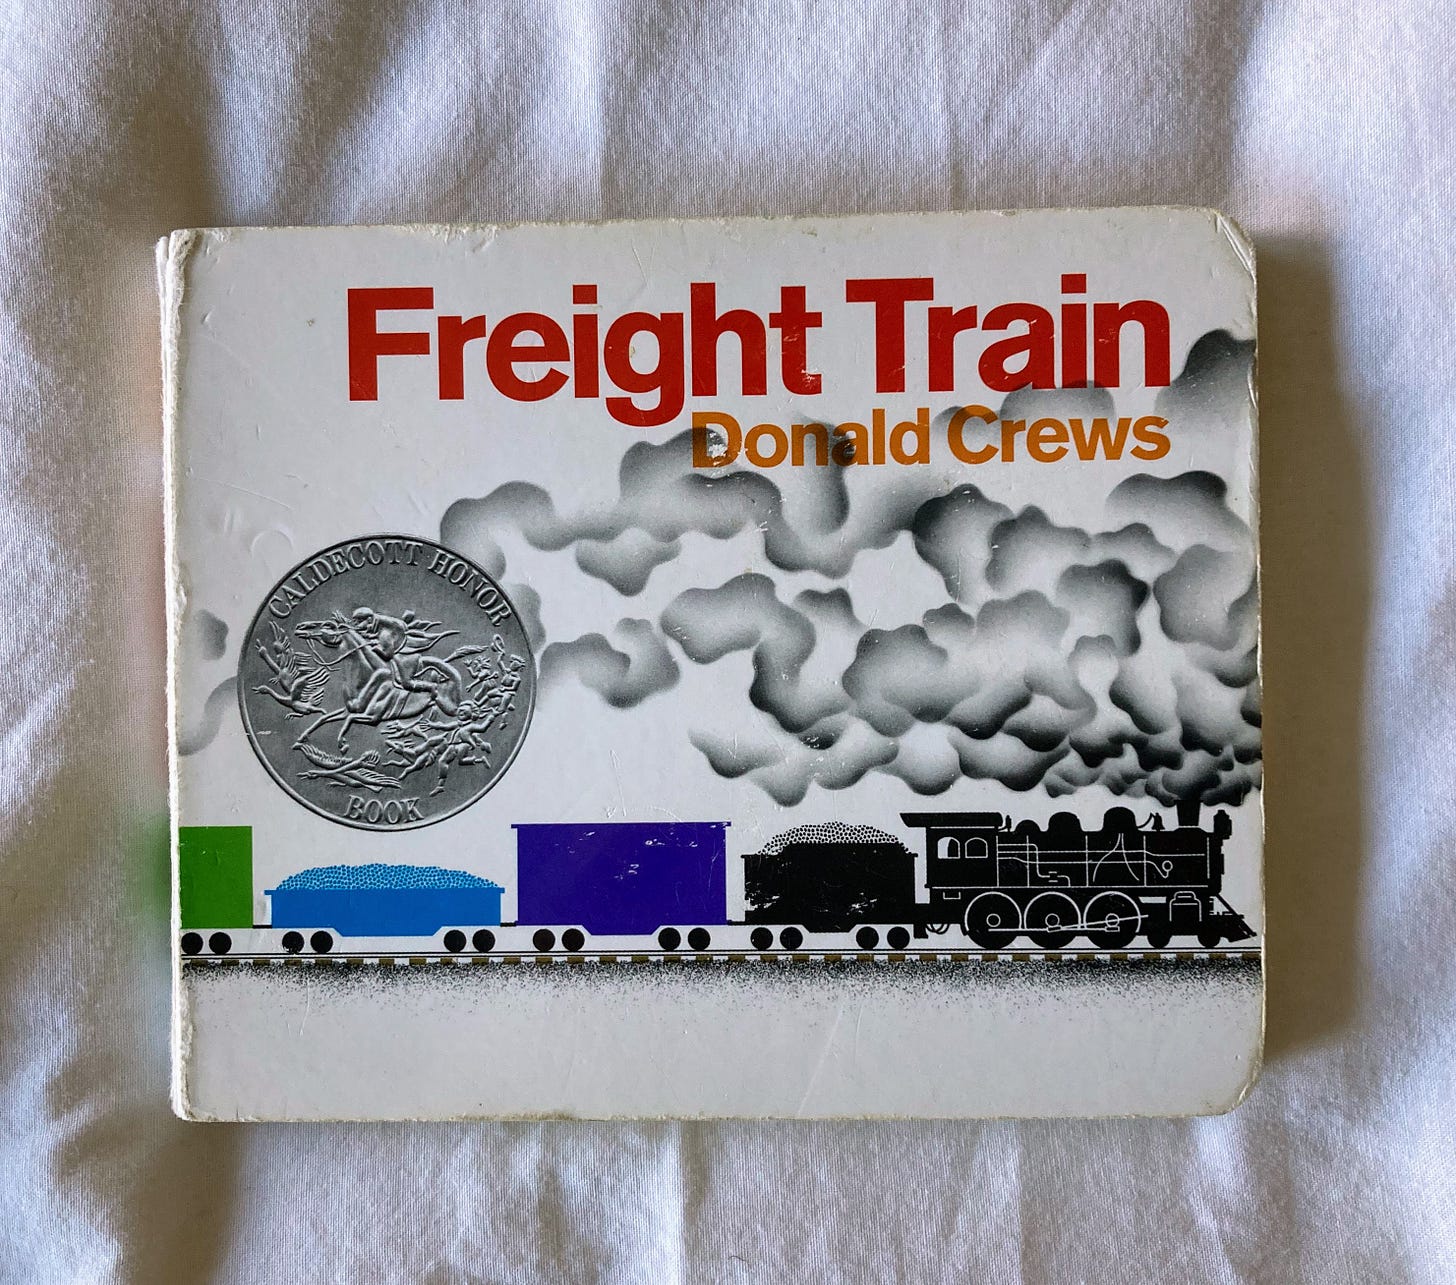 Freight Train
Donald Crews
CALDECOTT HONOR
BOOK